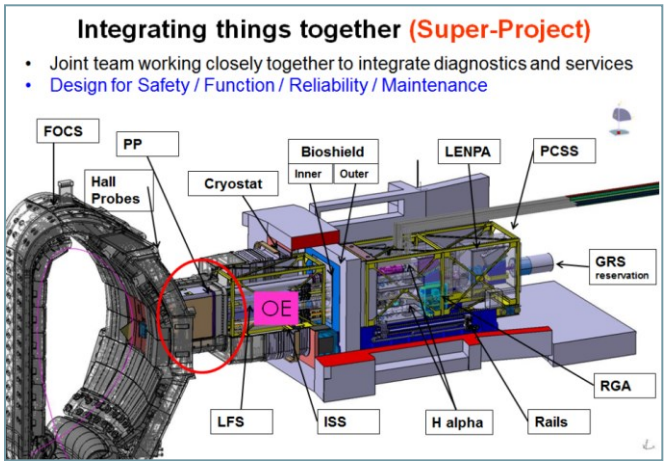 Integrating things together (Super-Project)
• Joint team working closely together to integrate diagnostics and services
• Design for Safety / Function / Reliability / Maintenance
FOCS
PP
Hall
Probes
Cryostat
Bioshield
Inner Outer
LENPA
PCSS
GRS
reservation
OE
LFS
ISS
H alpha
Rails
RGA